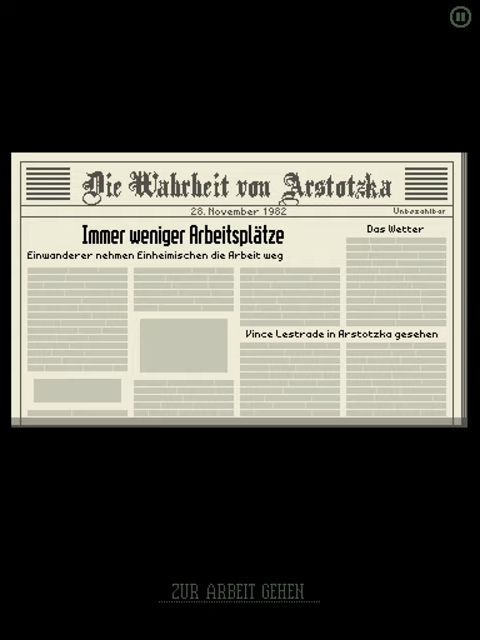 Die Wahrheit von Arstotzka
28. November 1982
Unbezahlbar
Immer weniger Arbeitsplätze
Einwanderer nehmen Einheimischen die Arbeit weg
Das Wetter
Vince Lestrade in Arstotzka gesehen
ZUR ARBEIT GEHEN